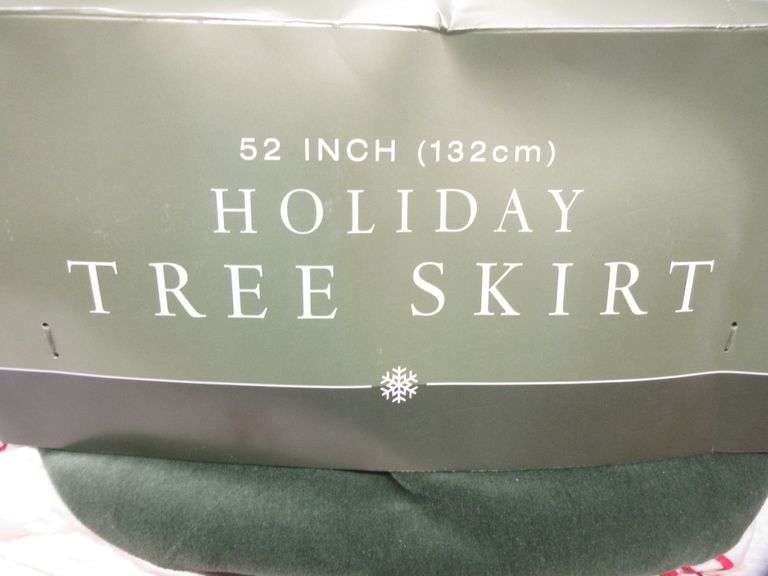 52 INCH (132cm)
HOLIDAY
TREE SKIRT